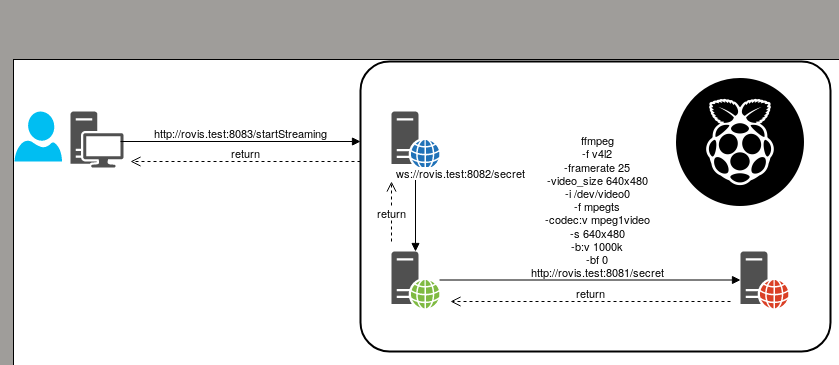 http://rovis.test:8083/startStreaming
return
ws://rovis.test:8082/secret
return
ffmpeg
-f v4l2
-framerate 25
-video_size 640x480
-i /dev/video0
-f mpegts
-codec:v mpeg1video
-s 640x480
-b:v 1000k
-bf 0
http://rovis.test:8081/secret
return